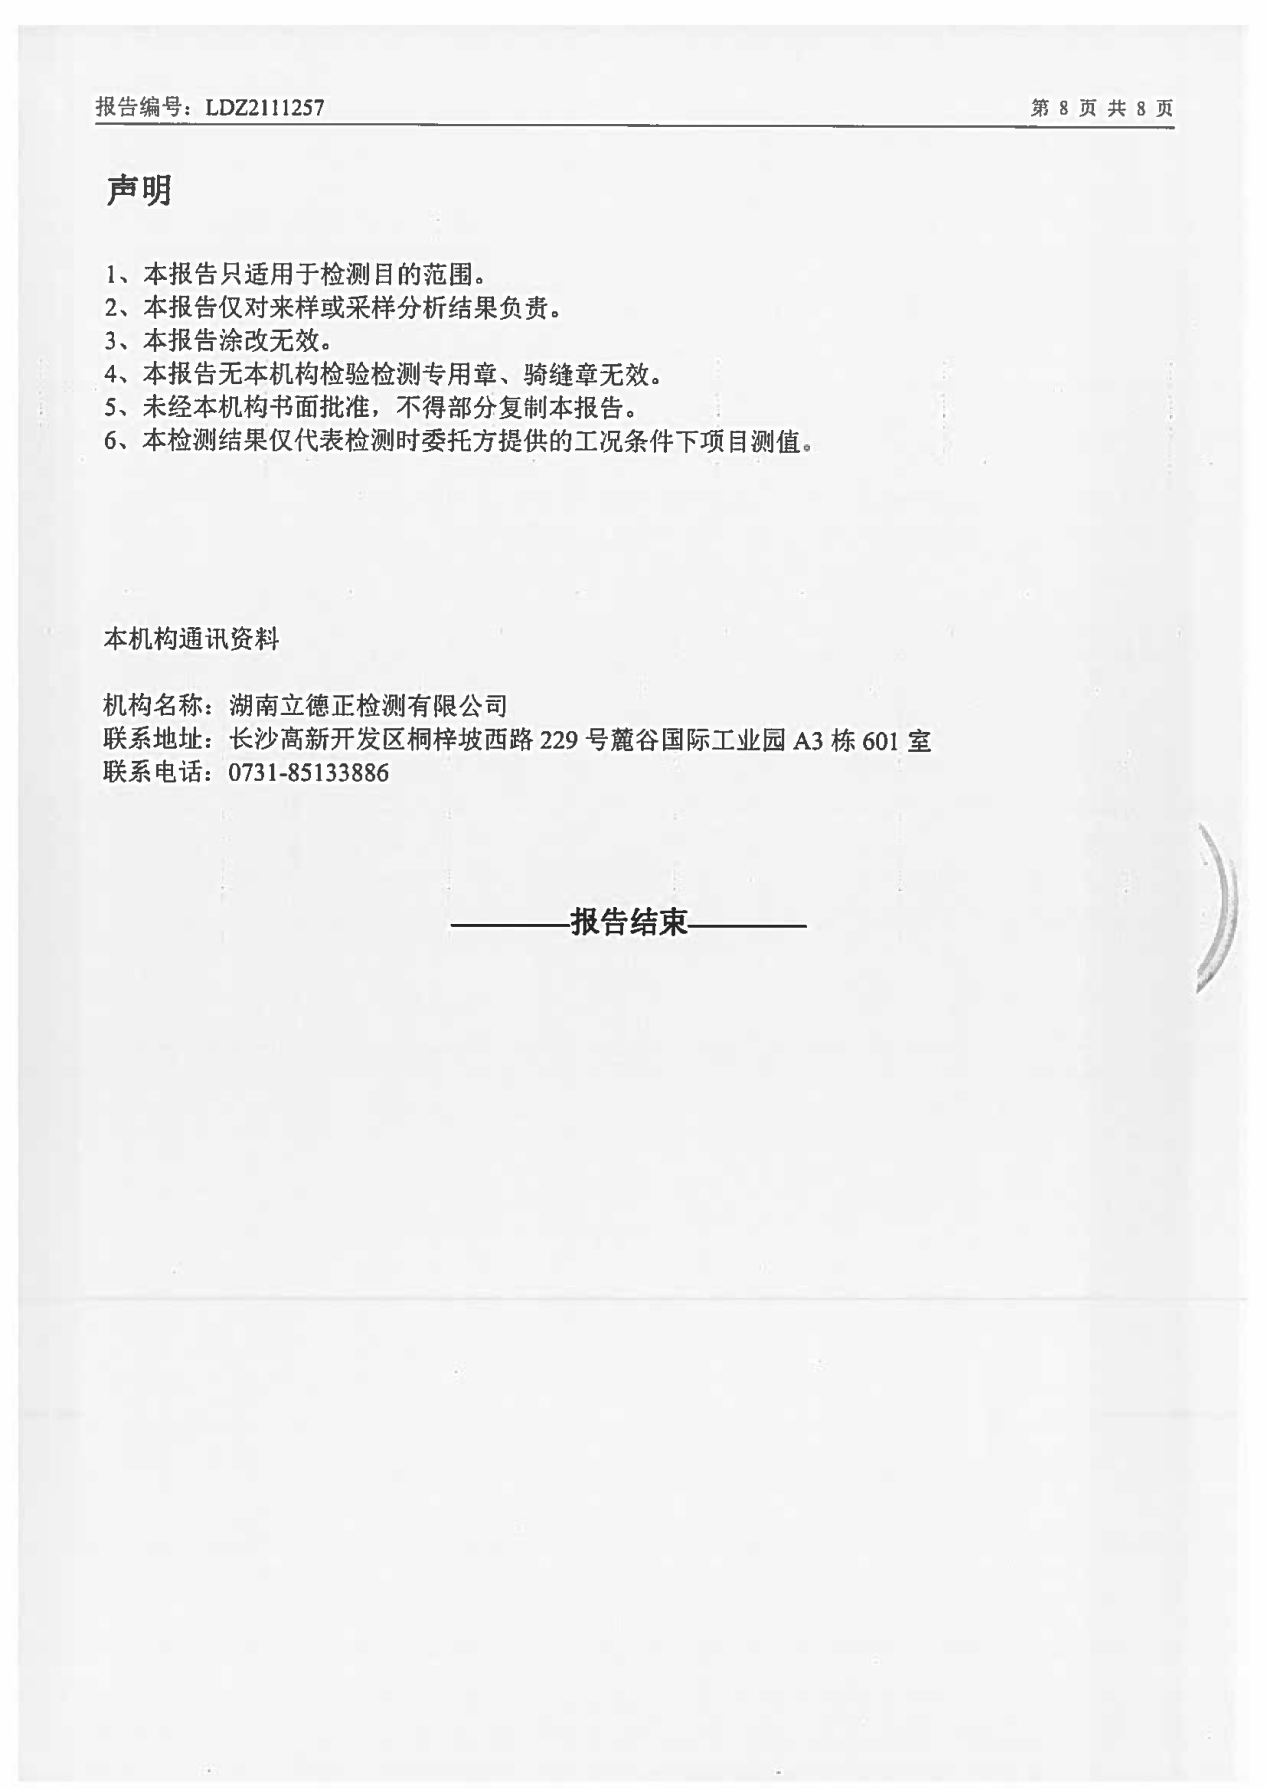 报告编号：LDZ2111257
第 8 页 共 8 页
声明
1、本报告只适用于检测目的范围。
2、本报告仅对来样或采样分析结果负责。
3、本报告涂改无效。
4、本报告无本机构检验检测专用章、骑缝章无效。
5、未经本机构书面批准，不得部分复制本报告。
6、本检测结果仅代表检测时委托方提供的工况条件下项目测值。
本机构通讯资料
机构名称：湖南立德正检测有限公司
联系地址：长沙高新开发区桐梓坡西路 229 号麓谷国际工业园 A3 栋 601 室
联系电话：0731-85133886
————报告结束————